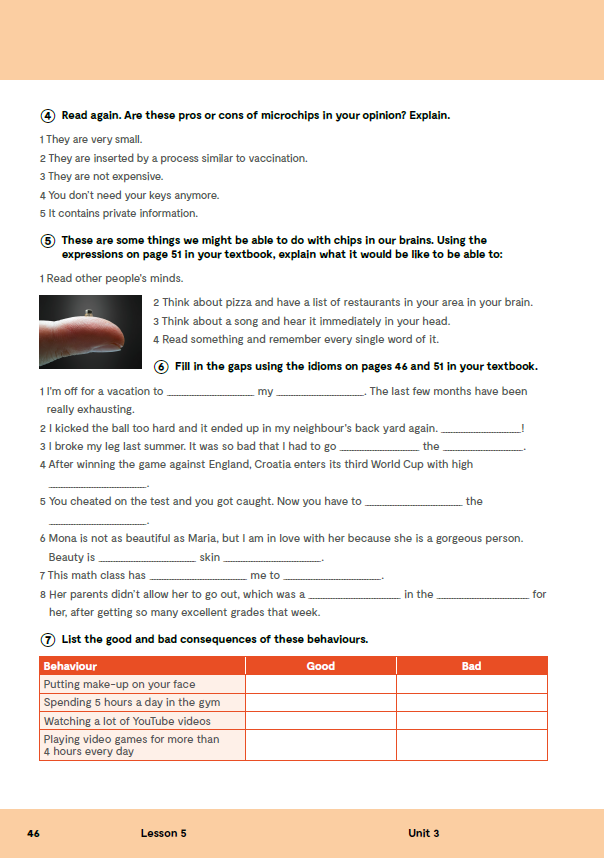 4 Read again. Are these pros or cons of microchips in your opinion? Explain.
1 They are very small.
2 They are inserted by a process similar to vaccination.
3 They are not expensive.
4 You don't need your keys anymore.
5 It contains private information.
5 These are some things we might be able to do with chips in our brains. Using the
expressions on page 51 in your textbook, explain what it would be like to be able to:
1 Read other people's minds.
2 Think about pizza and have a list of restaurants in your area in your brain.
3 Think about a song and hear it immediately in your head.
4 Read something and remember every single word of it.
6 Fill in the gaps using the idioms on pages 46 and 51 in your textbook.
1 I'm off for a vacation to ____________ my ____________. The last few months have been
really exhausting.
2 I kicked the ball too hard and it ended up in my neighbour's back yard again. ____________!
3 I broke my leg last summer. It was so bad that I had to go ____________ the ____________.
4 After winning the game against England, Croatia enters its third World Cup with high
____________.
5 You cheated on the test and you got caught. Now you have to ____________ the
____________.
6 Mona is not as beautiful as Maria, but I am in love with her because she is a gorgeous person.
Beauty is ____________ skin ____________.
7 This math class has ____________ me to ____________.
8 Her parents didn't allow her to go out, which was a ____________ in the ____________ for
her, after getting so many excellent grades that week.
7 List the good and bad consequences of these behaviours.
Behaviour Good Bad
Putting make-up on your face
Spending 5 hours a day in the gym
Watching a lot of YouTube videos
Playing video games for more than
4 hours every day
46 Lesson 5 Unit 3